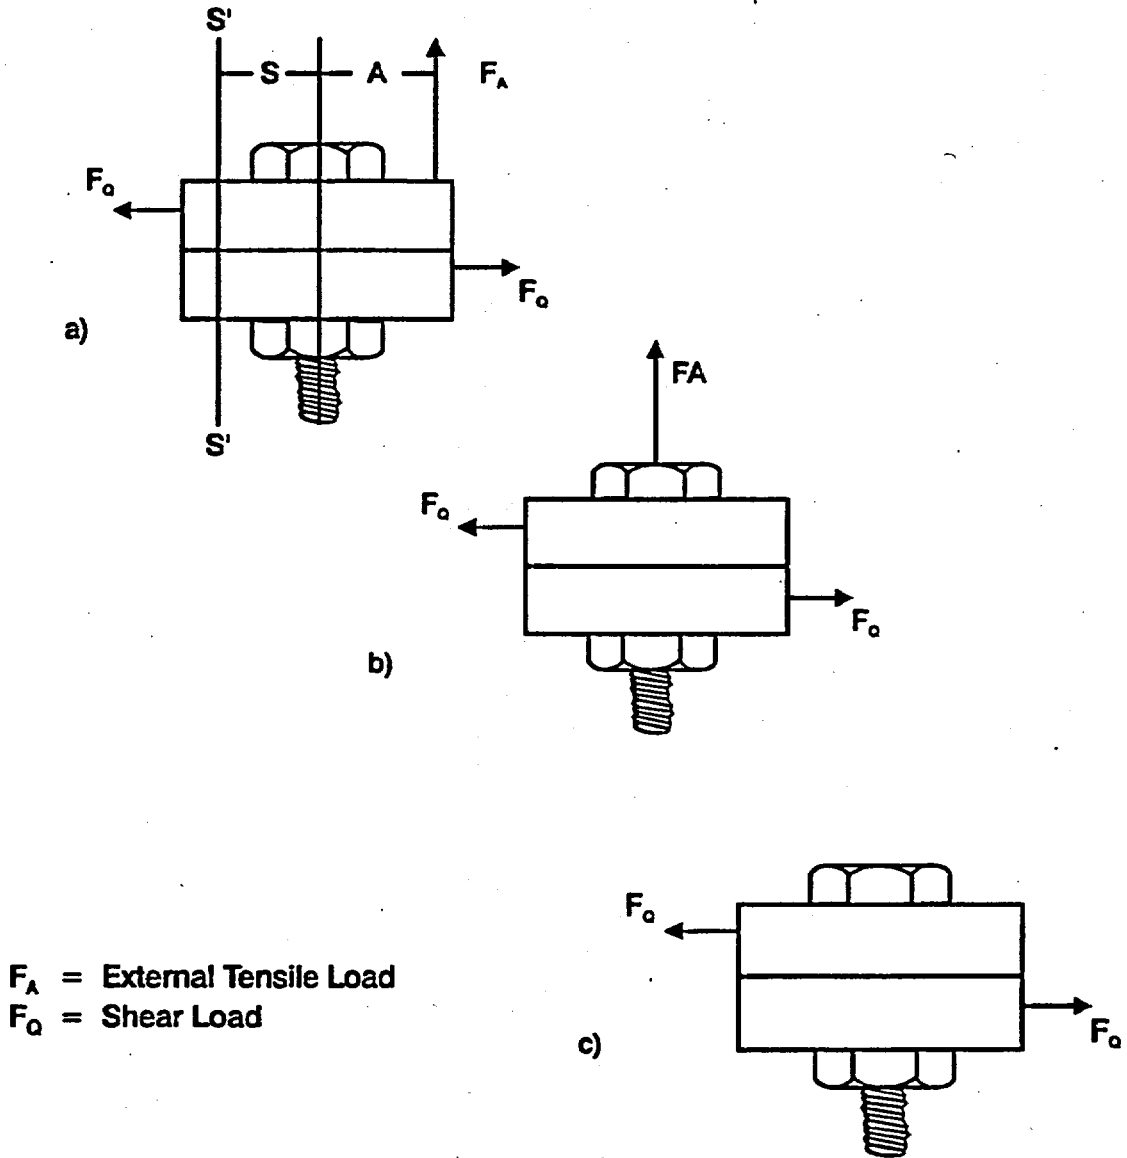 S'
S A F_A
F_Q
F_Q
a)
S'
FA
F_Q
F_Q
b)
F_Q
F_A = External Tensile Load
F_Q = Shear Load
F_Q
c)